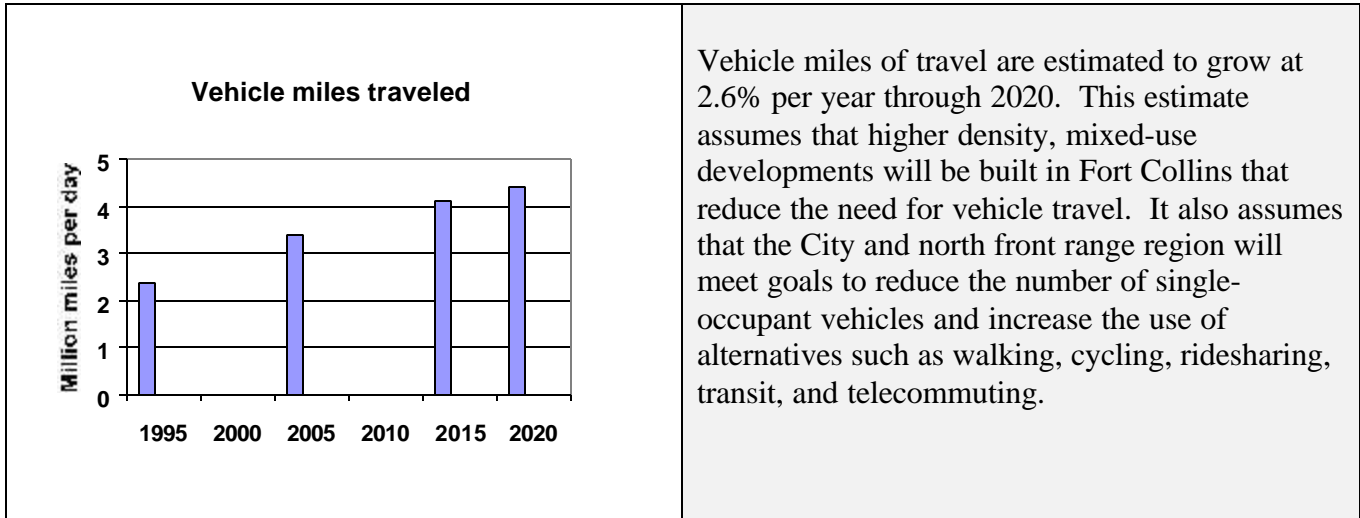 Vehicle miles traveled
Million miles per day
5
4
3
2
1
0
1995 2000 2005 2010 2015 2020
Vehicle miles of travel are estimated to grow at
2.6% per year through 2020. This estimate
assumes that higher density, mixed-use
developments will be built in Fort Collins that
reduce the need for vehicle travel. It also assumes
that the City and north front range region will
meet goals to reduce the number of single-
occupant vehicles and increase the use of
alternatives such as walking, cycling, ridesharing,
transit, and telecommuting.